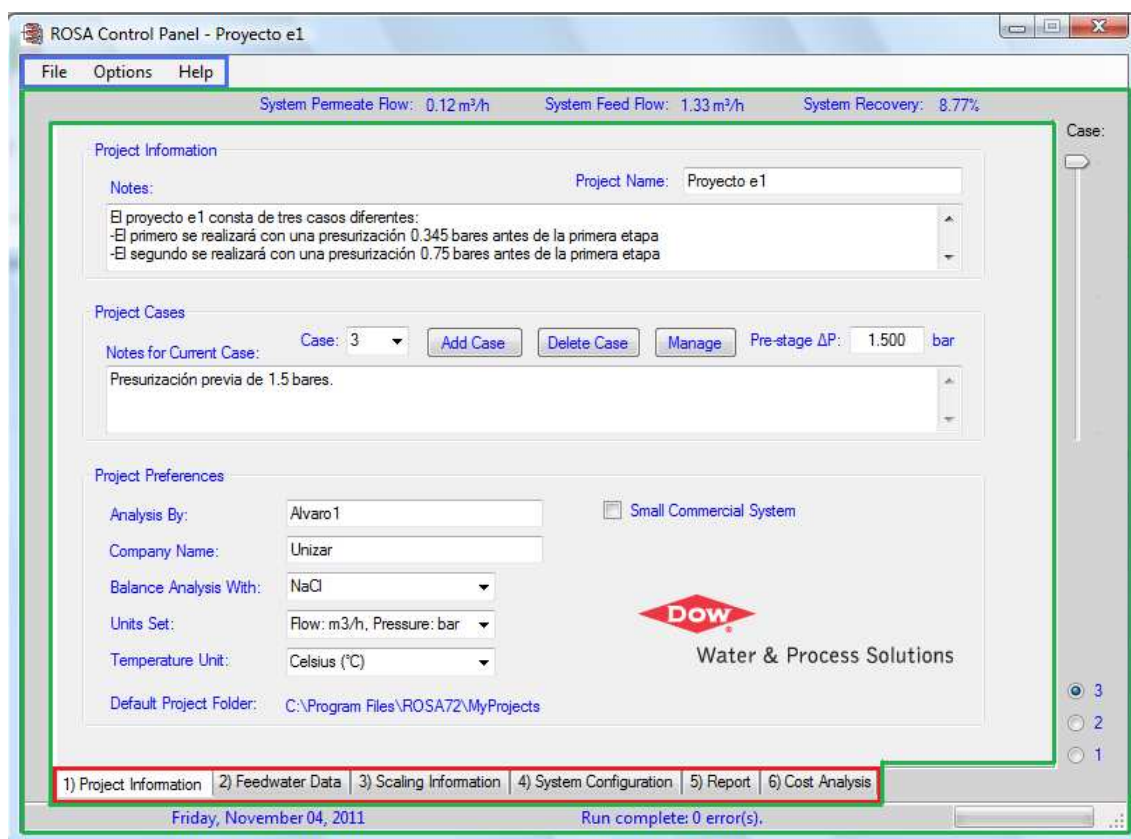 ROSA Control Panel - Proyecto e1
File Options Help
System Permeate Flow: 0.12 m³/h System Feed Flow: 1.33 m³/h System Recovery: 8.77%
Case:
Project Information
Project Name: Proyecto e1
Notes:
El proyecto e1 consta de tres casos diferentes:
-El primero se realizará con una presurización 0.345 bares antes de la primera etapa
-El segundo se realizará con una presurización 0.75 bares antes de la primera etapa
Project Cases
Case: 3 Add Case Delete Case Manage Pre-stage ΔP: 1.500 bar
Notes for Current Case:
Presurización previa de 1.5 bares.
Project Preferences
Analysis By: Alvaro1 Small Commercial System
Company Name: Unizar
Balance Analysis With: NaCl
Units Set: Flow: m3/h, Pressure: bar
Temperature Unit: Celsius (°C)
Default Project Folder: C:\Program Files\ROSA72\MyProjects
DOW
Water & Process Solutions
3
2
1
1) Project Information 2) Feedwater Data 3) Scaling Information 4) System Configuration 5) Report 6) Cost Analysis
Friday, November 04, 2011 Run complete: 0 error(s).